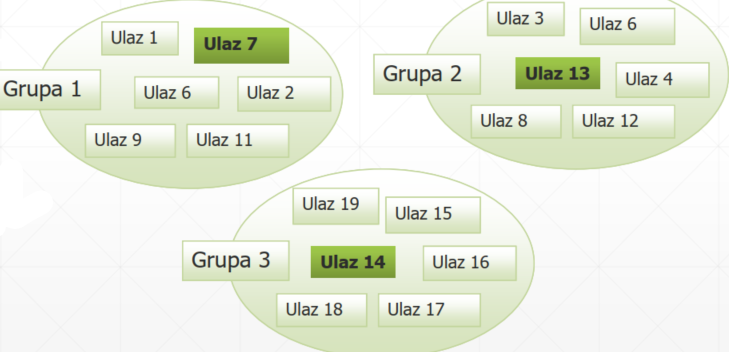 Grupa 1
Ulaz 1
Ulaz 7
Ulaz 6
Ulaz 2
Ulaz 9
Ulaz 11
Grupa 2
Ulaz 3
Ulaz 6
Ulaz 13
Ulaz 4
Ulaz 8
Ulaz 12
Grupa 3
Ulaz 19
Ulaz 15
Ulaz 14
Ulaz 16
Ulaz 18
Ulaz 17